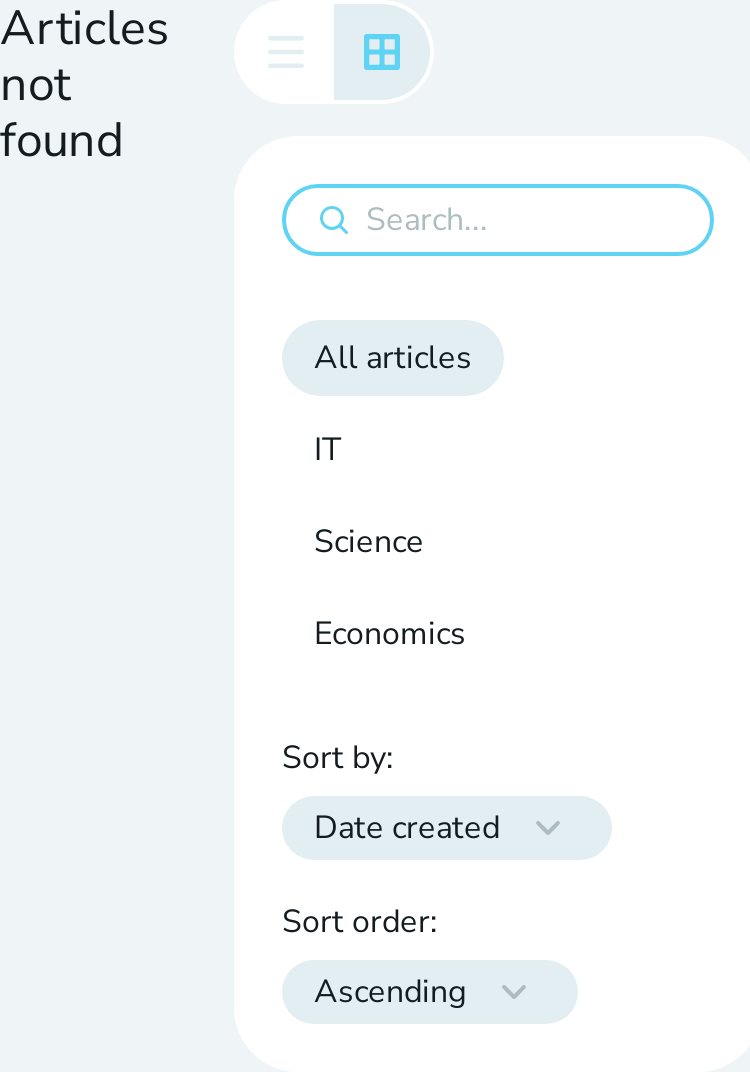 Articles
not
found
Search...
All articles
IT
Science
Economics
Sort by:
Date created
Sort order:
Ascending